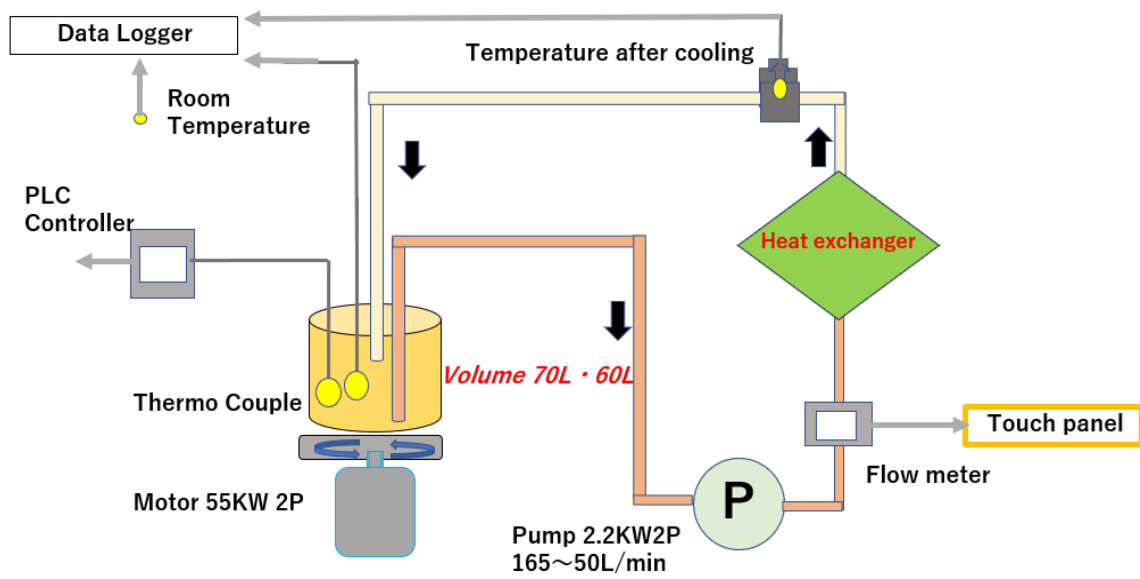 Data Logger
Temperature after cooling
Room
Temperature
PLC
Controller
Heat exchanger
Volume 70L・60L
Thermo Couple
Touch panel
Flow meter
P
Motor 55KW 2P
Pump 2.2KW2P
165～50L/min